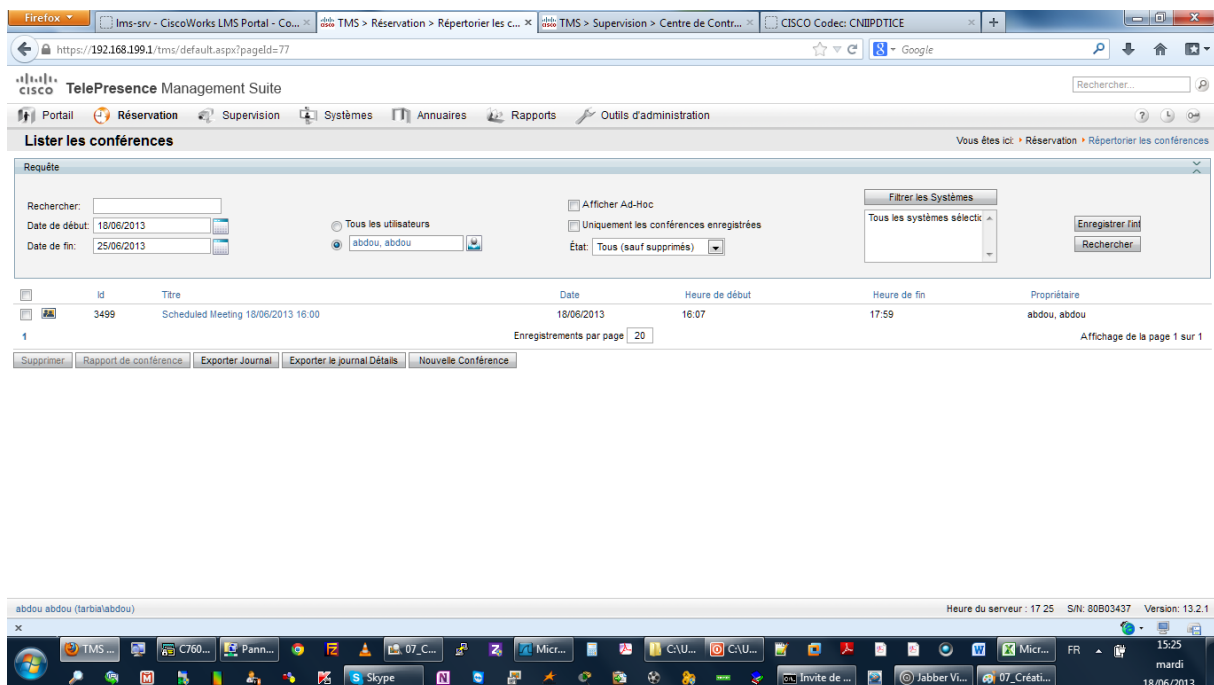 Firefox
lms-srv - CiscoWorks LMS Portal - Co... × TMS > Réservation > Répertorier les c... × TMS > Supervision > Centre de Contr... × CISCO Codec: CNIIPDTICE × +
https://192.168.199.1/tms/default.aspx?pageId=77 Google
CISCO TelePresence Management Suite Rechercher...
Portail Réservation Supervision Systèmes Annuaires Rapports Outils d'administration
Lister les conférences Vous êtes ici: Réservation Répertorier les conférences
Requête
Rechercher: Afficher Ad-Hoc Filtrer les Systèmes
Date de début: 18/06/2013 Tous les utilisateurs Uniquement les conférences enregistrées Tous les systèmes sélectic Enregistrer l'int
Date de fin: 25/06/2013 abdou, abdou État: Tous (sauf supprimés) Rechercher
Id Titre Date Heure de début Heure de fin Propriétaire
3499 Scheduled Meeting 18/06/2013 16:00 18/06/2013 16:07 17:59 abdou, abdou
1 Enregistrements par page 20 Affichage de la page 1 sur 1
Supprimer Rapport de conférence Exporter Journal Exporter le journal Détails Nouvelle Conférence
abdou abdou (tarbia\abdou) Heure du serveur : 17 25 S/N: 80B03437 Version: 13.2.1
×
TMS ... C760... Pann... 07_C... Micr... C:\U... C:\U... Micr... FR 15:25
mardi
Skype Invite de ... Jabber Vi... 07_Créati... 18/06/2013